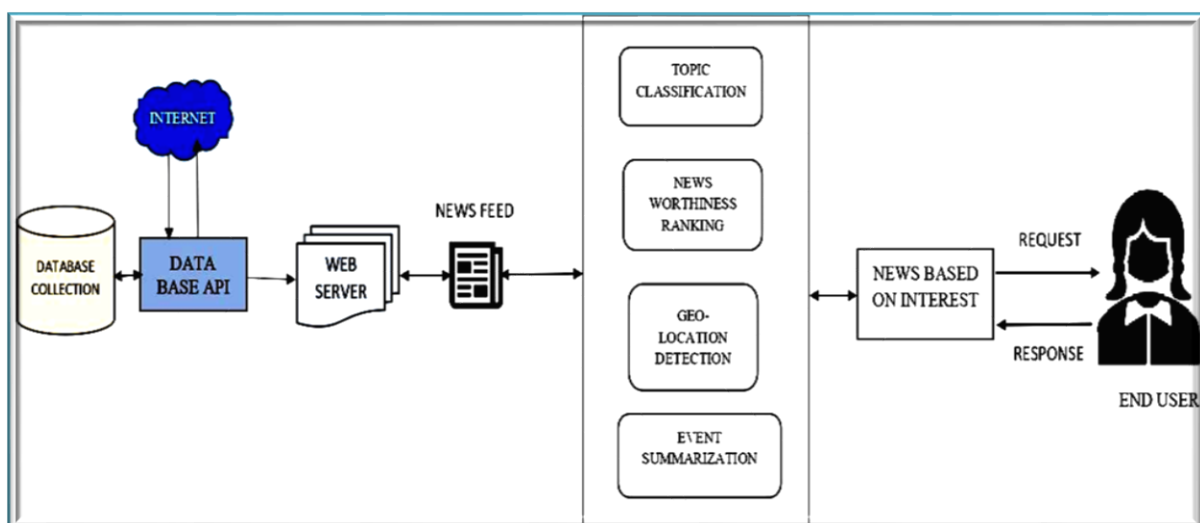 INTERNET
DATABASE
COLLECTION
DATA
BASE API
WEB
SERVER
NEWS FEED
TOPIC
CLASSIFICATION
NEWS
WORTHINESS
RANKING
GEO-
LOCATION
DETECTION
EVENT
SUMMARIZATION
NEWS BASED
ON INTEREST
REQUEST
RESPONSE
END USER